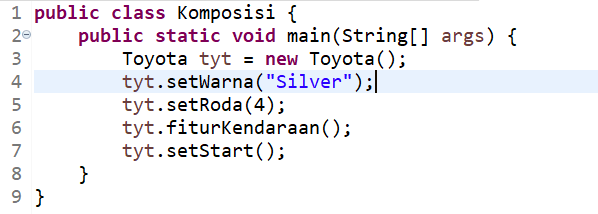 1 public class Komposisi {
2     public static void main(String[] args) {
3         Toyota tyt = new Toyota();
4         tyt.setWarna("Silver");
5         tyt.setRoda(4);
6         tyt.fiturKendaraan();
7         tyt.setStart();
8     }
9 }